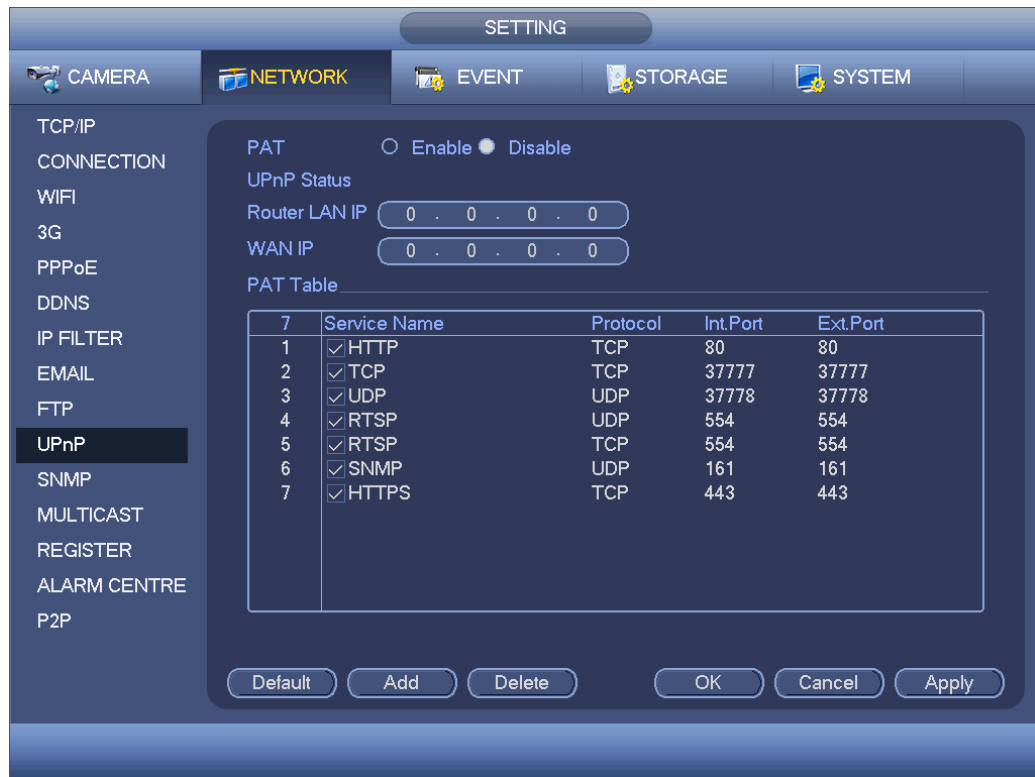 SETTING
CAMERA NETWORK EVENT STORAGE SYSTEM
TCP/IP
CONNECTION
WIFI
3G
PPPoE
DDNS
IP FILTER
EMAIL
FTP
UPnP
SNMP
MULTICAST
REGISTER
ALARM CENTRE
P2P
PAT Enable Disable
UPnP Status
Router LAN IP 0 . 0 . 0 . 0
WAN IP 0 . 0 . 0 . 0
PAT Table
7 Service Name Protocol Int.Port Ext.Port
1 HTTP TCP 80 80
2 TCP TCP 37777 37777
3 UDP UDP 37778 37778
4 RTSP UDP 554 554
5 RTSP TCP 554 554
6 SNMP UDP 161 161
7 HTTPS TCP 443 443
Default Add Delete OK Cancel Apply